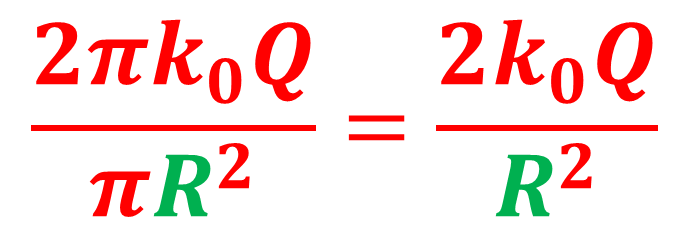 2πk₀Q / πR² = 2k₀Q / R²